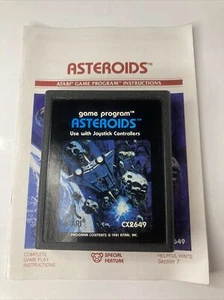 ASTEROIDS™
ATARI® GAME PROGRAM™ INSTRUCTIONS
game program™
ASTEROIDS™
Use with Joystick Controllers
CX2649
PROGRAM CONTENTS © 1981 ATARI, INC.
2649
COMPLETE
GAME PLAY
INSTRUCTIONS
SPECIAL
FEATURE
HELPFUL HINTS
Section 7